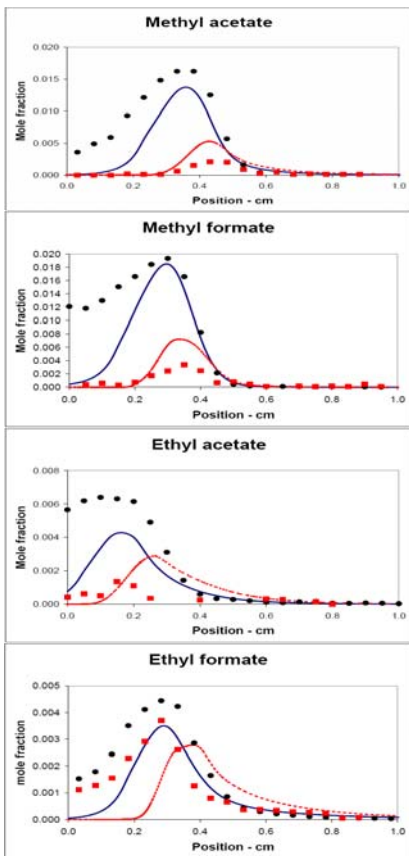 Methyl acetate
0.020
0.015
0.010
0.005
0.000
Mole fraction
0.0 0.2 0.4 0.6 0.8 1.0
Position - cm
Methyl formate
0.020
0.018
0.016
0.014
0.012
0.010
0.008
0.006
0.004
0.002
0.000
Mole fraction
0.0 0.2 0.4 0.6 0.8 1.0
Position - cm
Ethyl acetate
0.008
0.006
0.004
0.002
0.000
Mole fraction
0.0 0.2 0.4 0.6 0.8 1.0
Position - cm
Ethyl formate
0.005
0.004
0.003
0.002
0.001
0.000
mole fraction
0.0 0.2 0.4 0.6 0.8 1.0
Position - cm